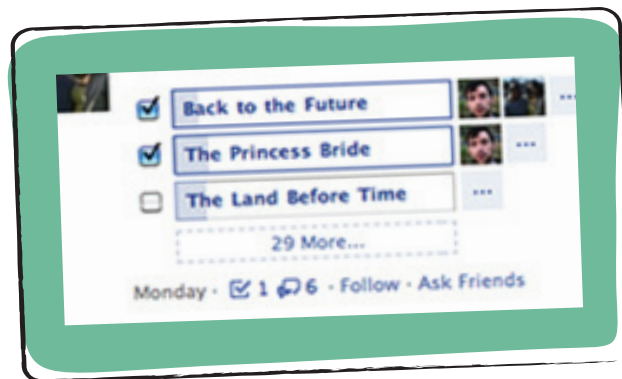 Back to the Future
...
The Princess Bride
...
The Land Before Time
...
29 More...
Monday · 1 6 · Follow · Ask Friends